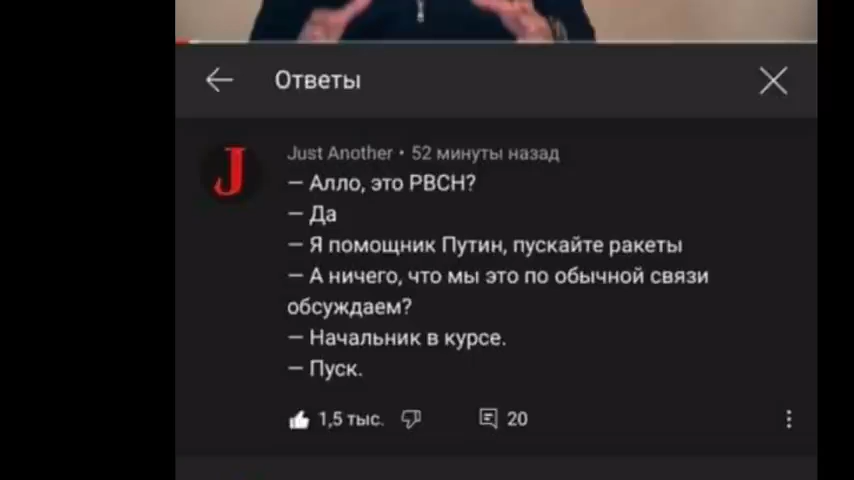 Ответы
J
Just Another • 52 минуты назад
— Алло, это РВСН?
— Да
— Я помощник Путин, пускайте ракеты
— А ничего, что мы это по обычной связи
обсуждаем?
— Начальник в курсе.
— Пуск.
1,5 тыс. 20